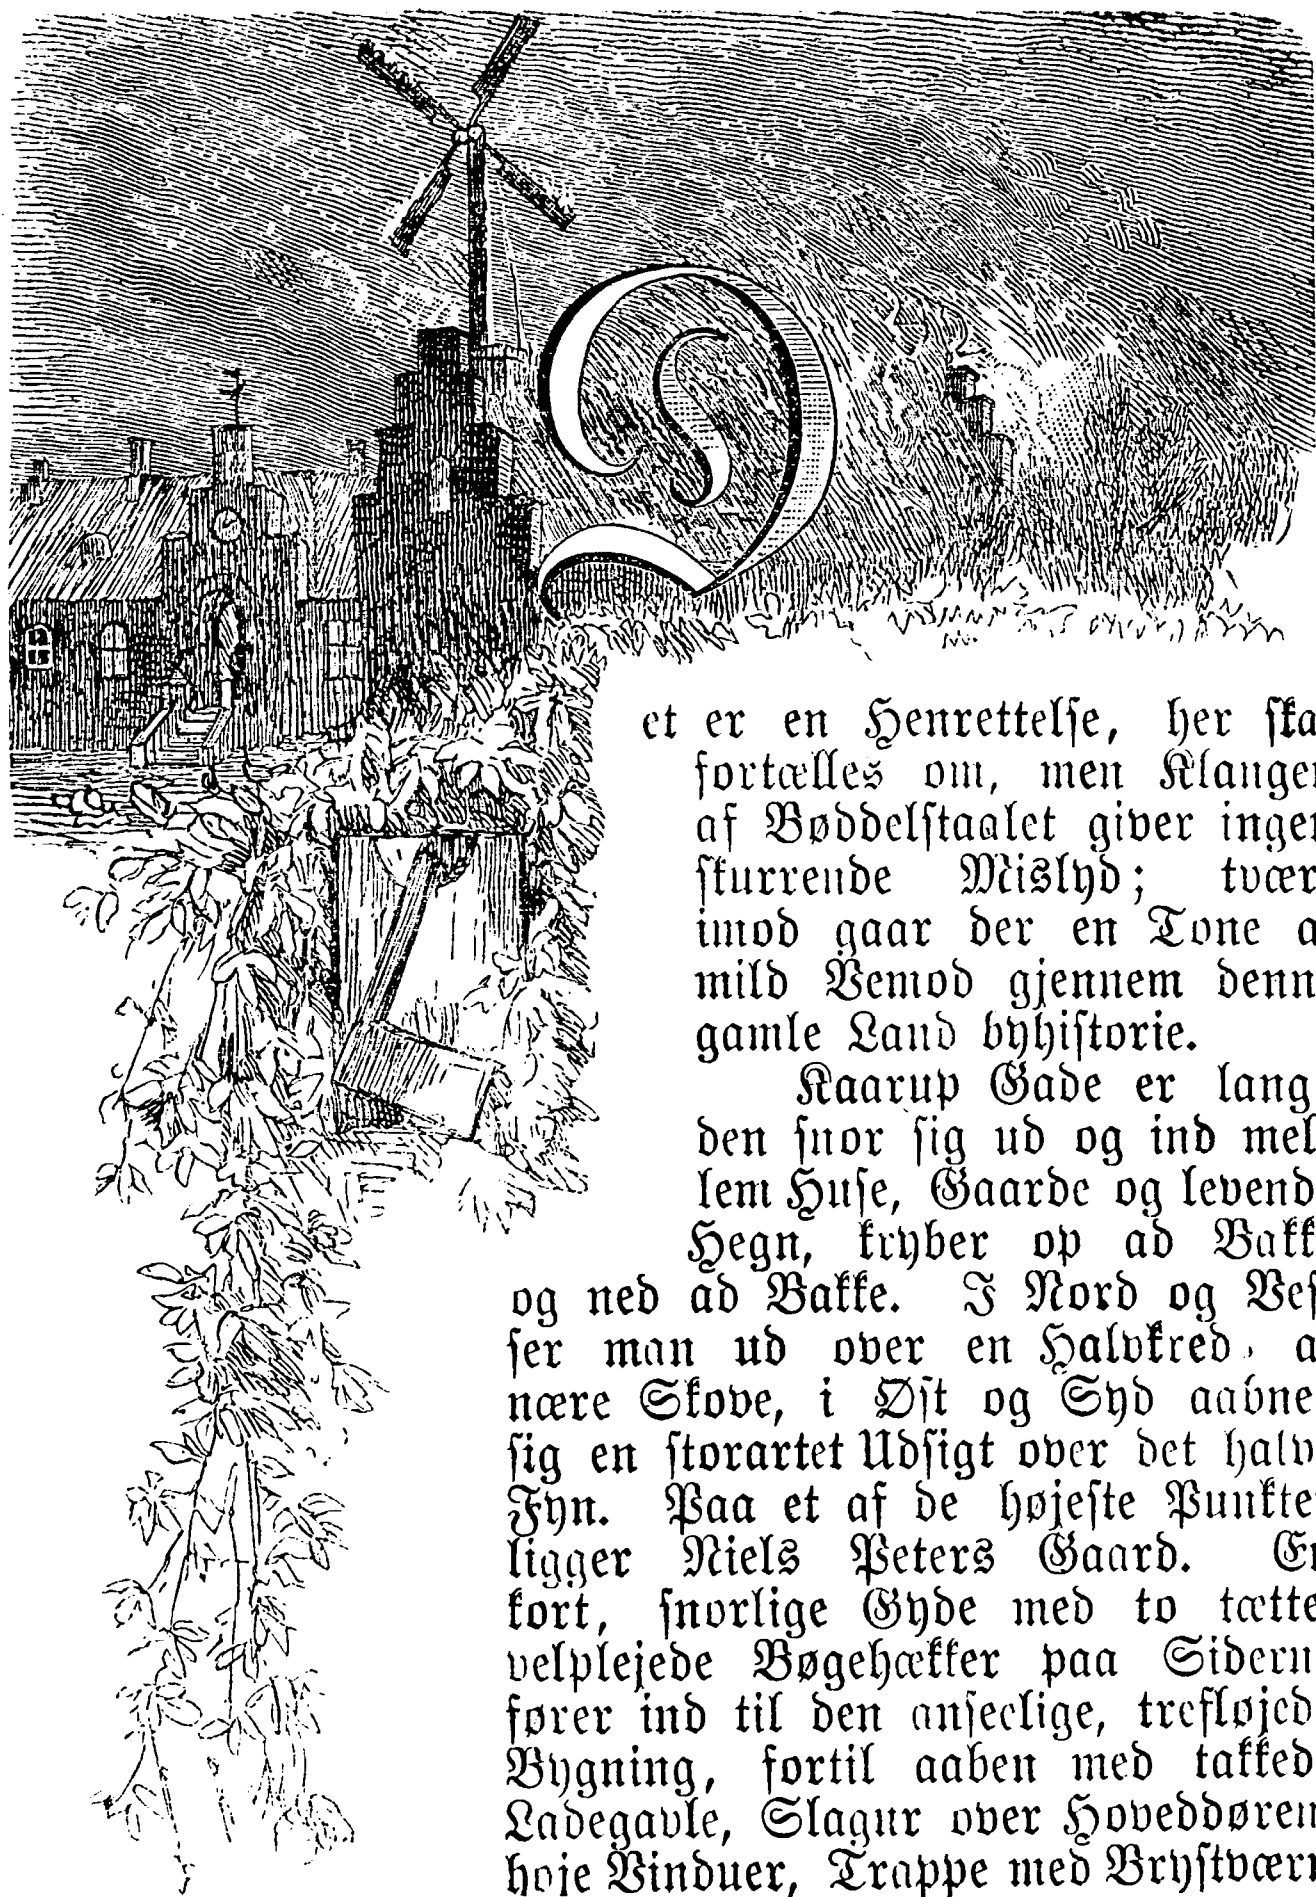 D
et er en Henrettelse, her ska
fortælles om, men Klangen
af Bøddelstaalet giver ingen
skurrende Mislyd; tvær
imod gaar der en Tone a
mild Vemod gjennem denn
gamle Land byhistorie.
Kaarup Gade er lang
den snor sig ud og ind mel
lem Huse, Gaarde og levend
Hegn, kryber op ad Bakk
og ned ad Bakke. I Nord og Ves
ser man ud over en Halvkred a
nære Skove, i Øst og Syd aabne
sig en storartet Udsigt over det halv
Fyn. Paa et af de højeste Punkte
ligger Niels Peters Gaard. En
kort, snorlige Gyde med to tætte
velplejede Bøgehækker paa Sidern
fører ind til den anseelige, trefløjed
Bygning, fortil aaben med takked
Ladegavle, Slagur over Hoveddøren
høje Vinduer, Trappe med Brystværn